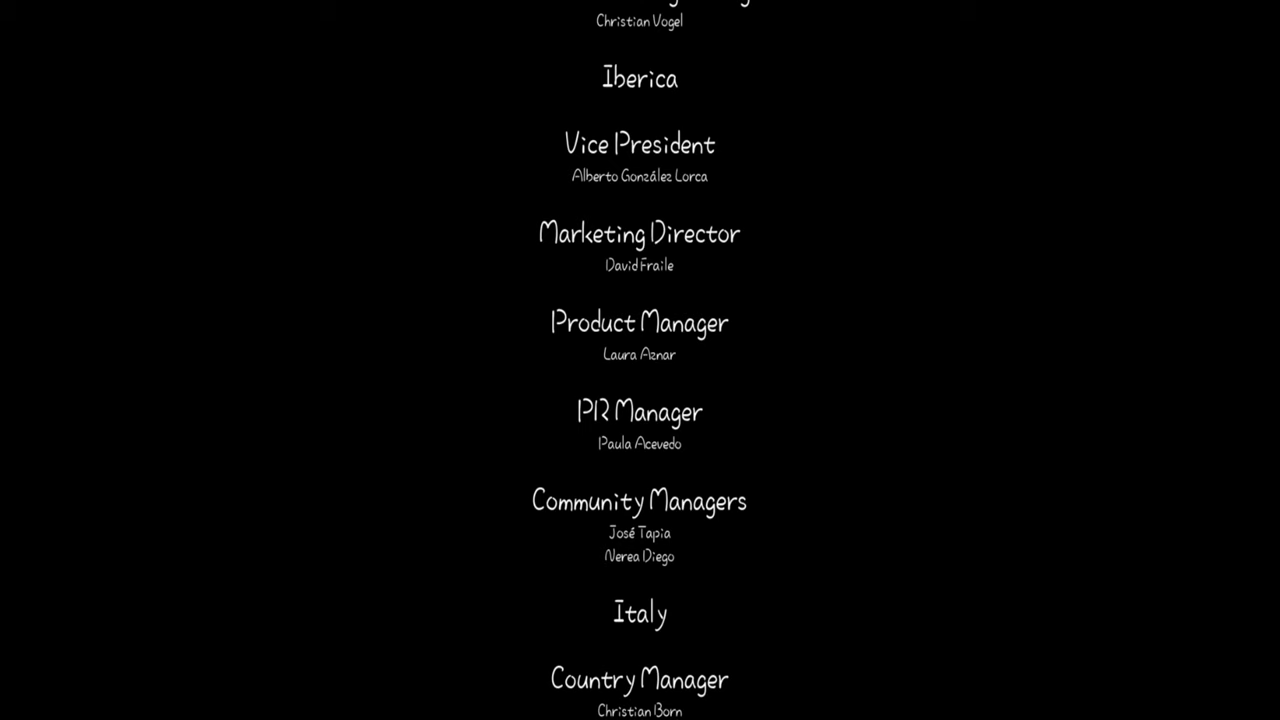 Christian Vogel
Iberica
Vice President
Alberto González Lorca
Marketing Director
David Fraile
Product Manager
Laura Aznar
PR Manager
Paula Acevedo
Community Managers
José Tapia
Nerea Diego
Italy
Country Manager
Christian Born